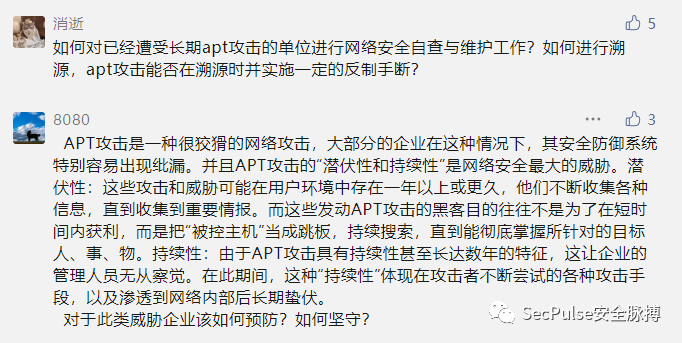 消逝
5
如何对已经遭受长期apt攻击的单位进行网络安全自查与维护工作？如何进行溯
源，apt攻击能否在溯源时并实施一定的反制手断？
8080
3
APT攻击是一种很狡猾的网络攻击，大部分的企业在这种情况下，其安全防御系统
特别容易出现纰漏。并且APT攻击的“潜伏性和持续性”是网络安全最大的威胁。潜
伏性：这些攻击和威胁可能在用户环境中存在一年以上或更久，他们不断收集各种
信息，直到收集到重要情报。而这些发动APT攻击的黑客目的往往不是为了在短时
间内获利，而是把“被控主机”当成跳板，持续搜索，直到能彻底掌握所针对的目标
人、事、物。持续性：由于APT攻击具有持续性甚至长达数年的特征，这让企业的
管理人员无从察觉。在此期间，这种“持续性”体现在攻击者不断尝试的各种攻击手
段，以及渗透到网络内部后长期蛰伏。
对于此类威胁企业该如何预防？如何坚守？
SecPulse安全脉搏